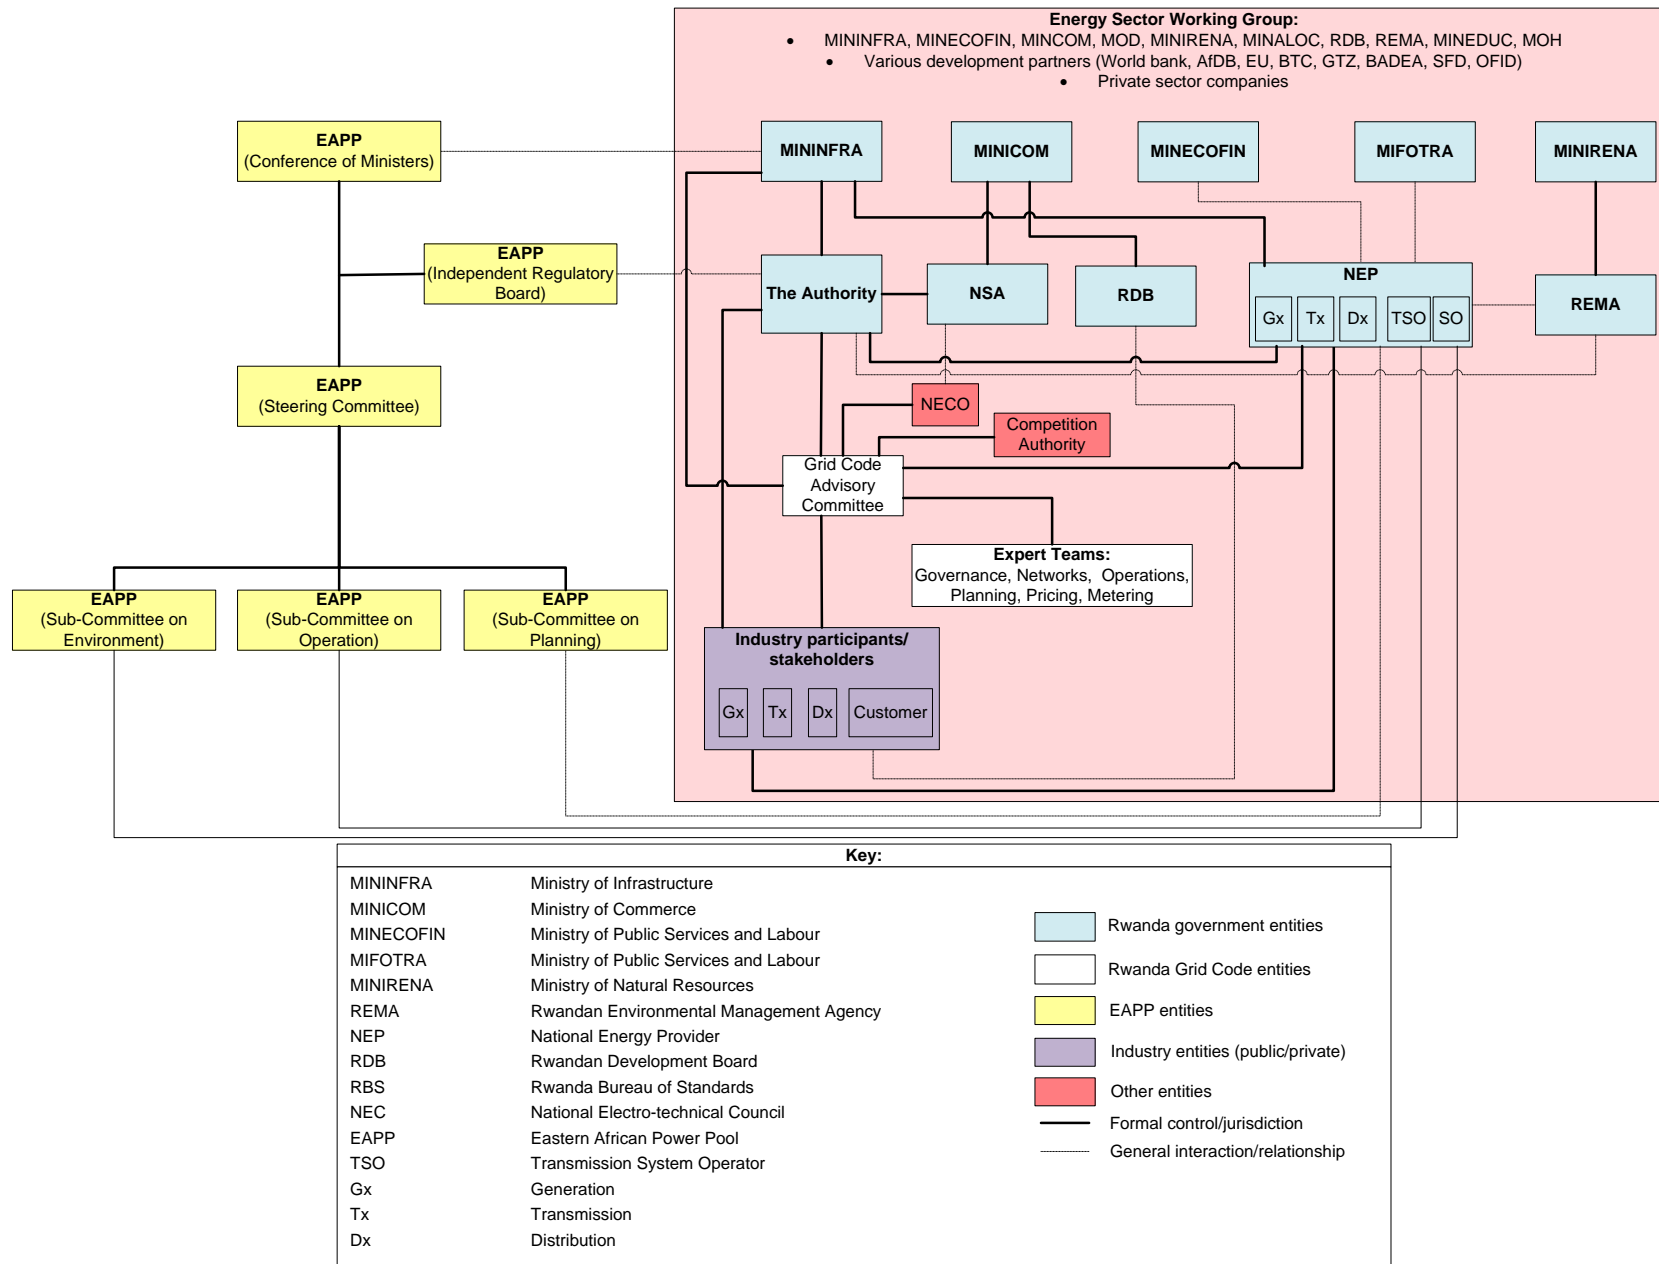 Energy Sector Working Group:
• MININFRA, MINECOFIN, MINCOM, MOD, MINIRENA, MINALOC, RDB, REMA, MINEDUC, MOH
• Various development partners (World bank, AfDB, EU, BTC, GTZ, BADEA, SFD, OFID)
• Private sector companies
EAPP
(Conference of Ministers)
MININFRA
MINICOM
MINECOFIN
MIFOTRA
MINIRENA
EAPP
(Independent Regulatory
Board)
The Authority
NSA
RDB
NEP
Gx
Tx
Dx
TSO
SO
REMA
EAPP
(Steering Committee)
NECO
Competition
Authority
Grid Code
Advisory
Committee
Expert Teams:
Governance, Networks, Operations,
Planning, Pricing, Metering
EAPP
(Sub-Committee on
Environment)
EAPP
(Sub-Committee on
Operation)
EAPP
(Sub-Committee on
Planning)
Industry participants/
stakeholders
Gx
Tx
Dx
Customer
Key:
MININFRA Ministry of Infrastructure
MINICOM Ministry of Commerce
MINECOFIN Ministry of Public Services and Labour
MIFOTRA Ministry of Public Services and Labour
MINIRENA Ministry of Natural Resources
REMA Rwandan Environmental Management Agency
NEP National Energy Provider
RDB Rwandan Development Board
RBS Rwanda Bureau of Standards
NEC National Electro-technical Council
EAPP Eastern African Power Pool
TSO Transmission System Operator
Gx Generation
Tx Transmission
Dx Distribution
Rwanda government entities
Rwanda Grid Code entities
EAPP entities
Industry entities (public/private)
Other entities
Formal control/jurisdiction
General interaction/relationship